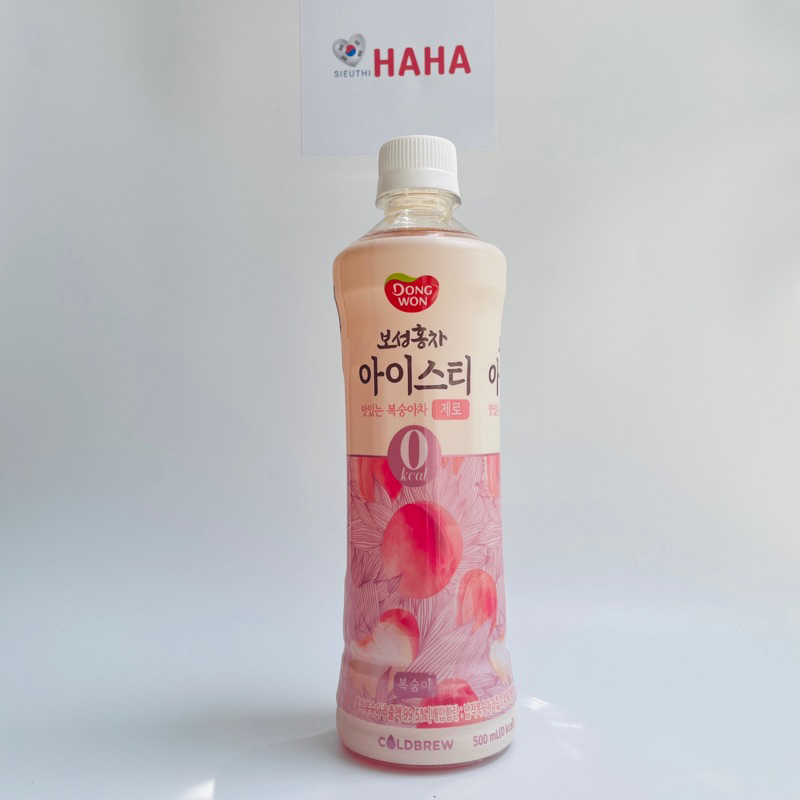 SIEUTHI HAHA
DONG
WON
보성홍차
아이스티
맛있는 복숭아차 제로
0
kcal
복숭아
COLDBREW 500 mL(0 kcal)